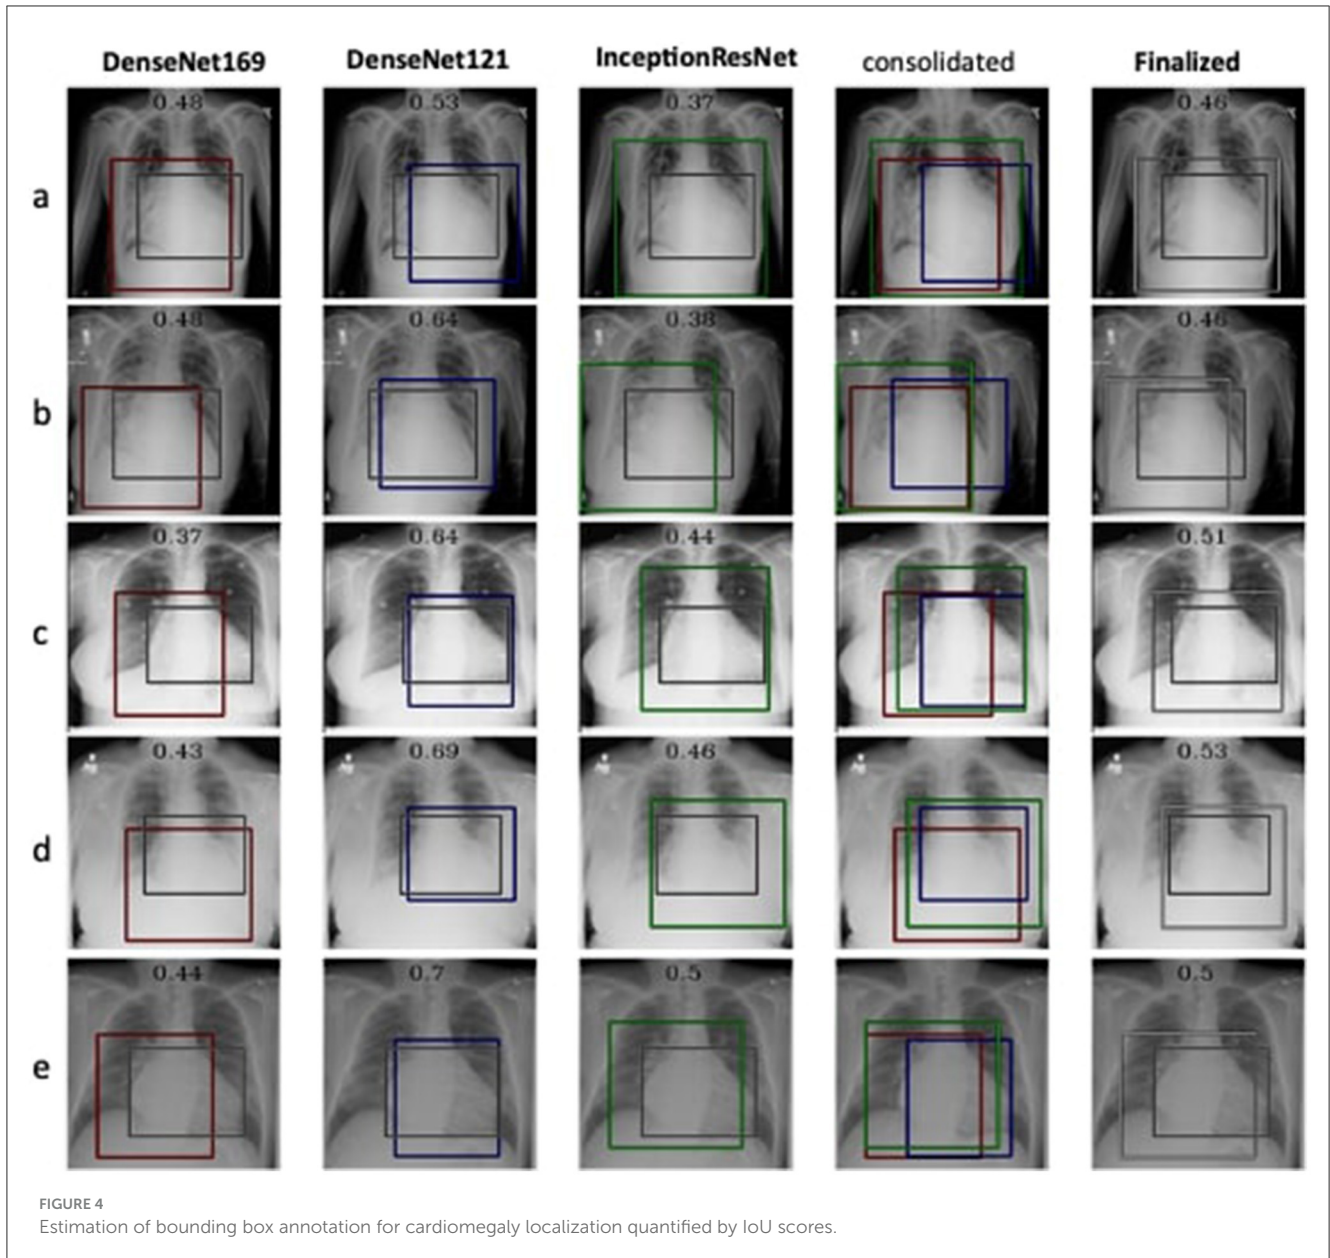 DenseNet169 DenseNet121 InceptionResNet consolidated Finalized
a 0.48 0.53 0.37 0.46
b 0.48 0.64 0.38 0.46
c 0.37 0.64 0.44 0.51
d 0.43 0.69 0.46 0.53
e 0.44 0.7 0.5 0.5
FIGURE 4
Estimation of bounding box annotation for cardiomegaly localization quantified by IoU scores.